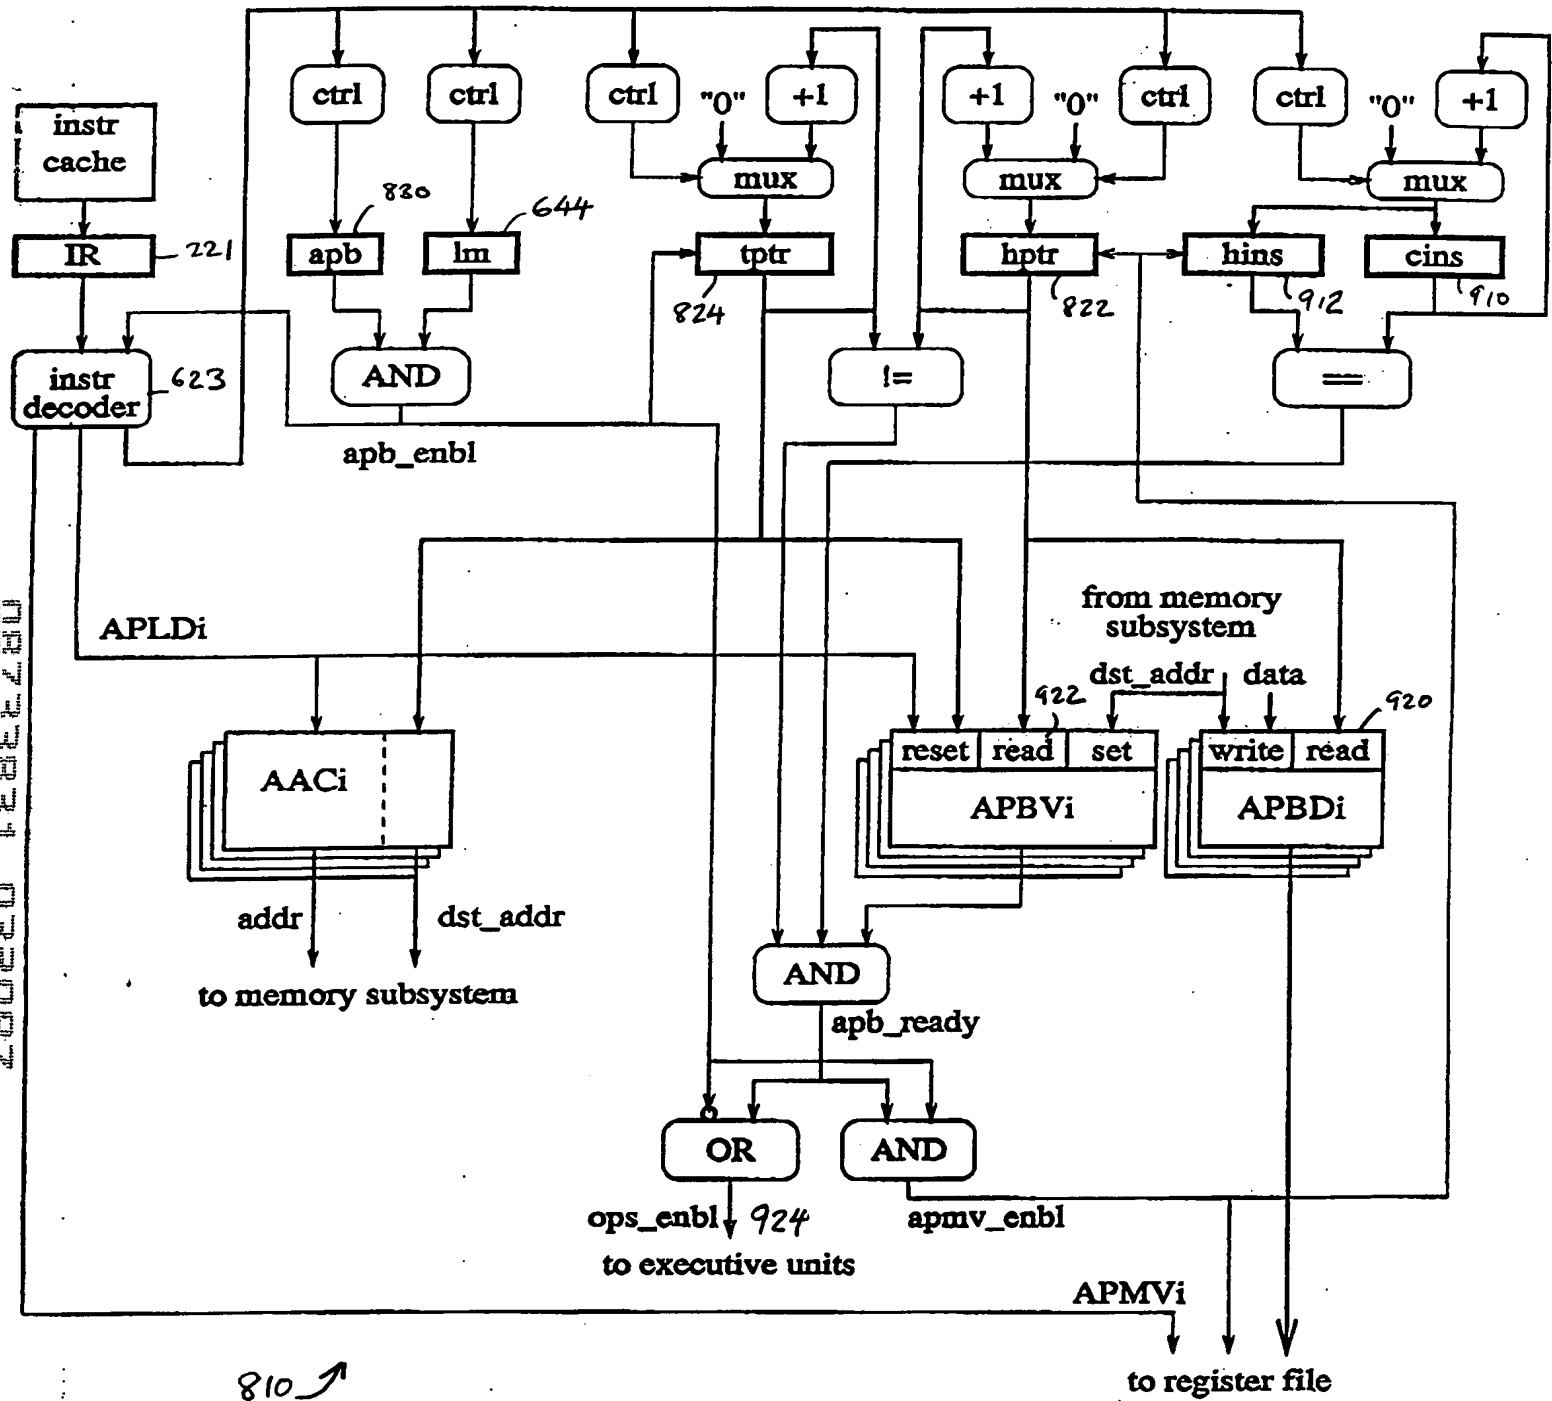 ctrl
ctrl
ctrl
"0"
+1
+1
"0"
ctrl
ctrl
"0"
+1
instr
cache
mux
mux
mux
830
644
IR
221
apb
lm
tptr
hptr
hins
cins
824
822
912
910
instr
decoder
623
AND
!=
==
apb_enbl
APLDi
from memory
subsystem
dst_addr
data
922
920
reset
read
set
write
read
AACi
APBVi
APBDi
addr
dst_addr
to memory subsystem
AND
apb_ready
OR
AND
ops_enbl
924
apmv_enbl
to executive units
APMVi
810
to register file